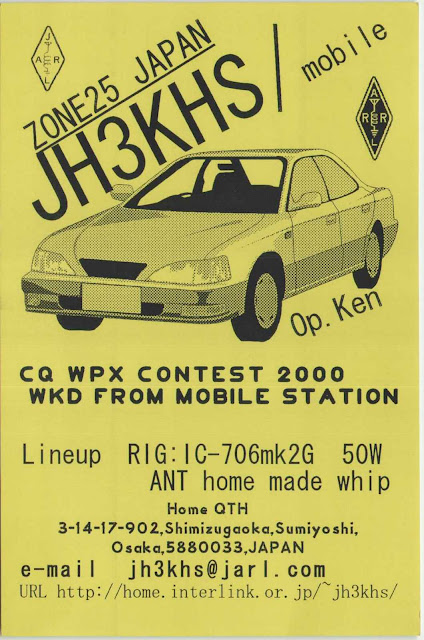 J
A R
L
ZONE25 JAPAN
JH3KHS/
mobile
A
R R
L
Op. Ken
CQ WPX CONTEST 2000
WKD FROM MOBILE STATION
Lineup RIG:IC-706mk2G 50W
ANT home made whip
Home QTH
3-14-17-902,Shimizugaoka,Sumiyoshi,
Osaka,5880033,JAPAN
e-mail jh3khs@jarl.com
URL http://home.interlink.or.jp/~jh3khs/